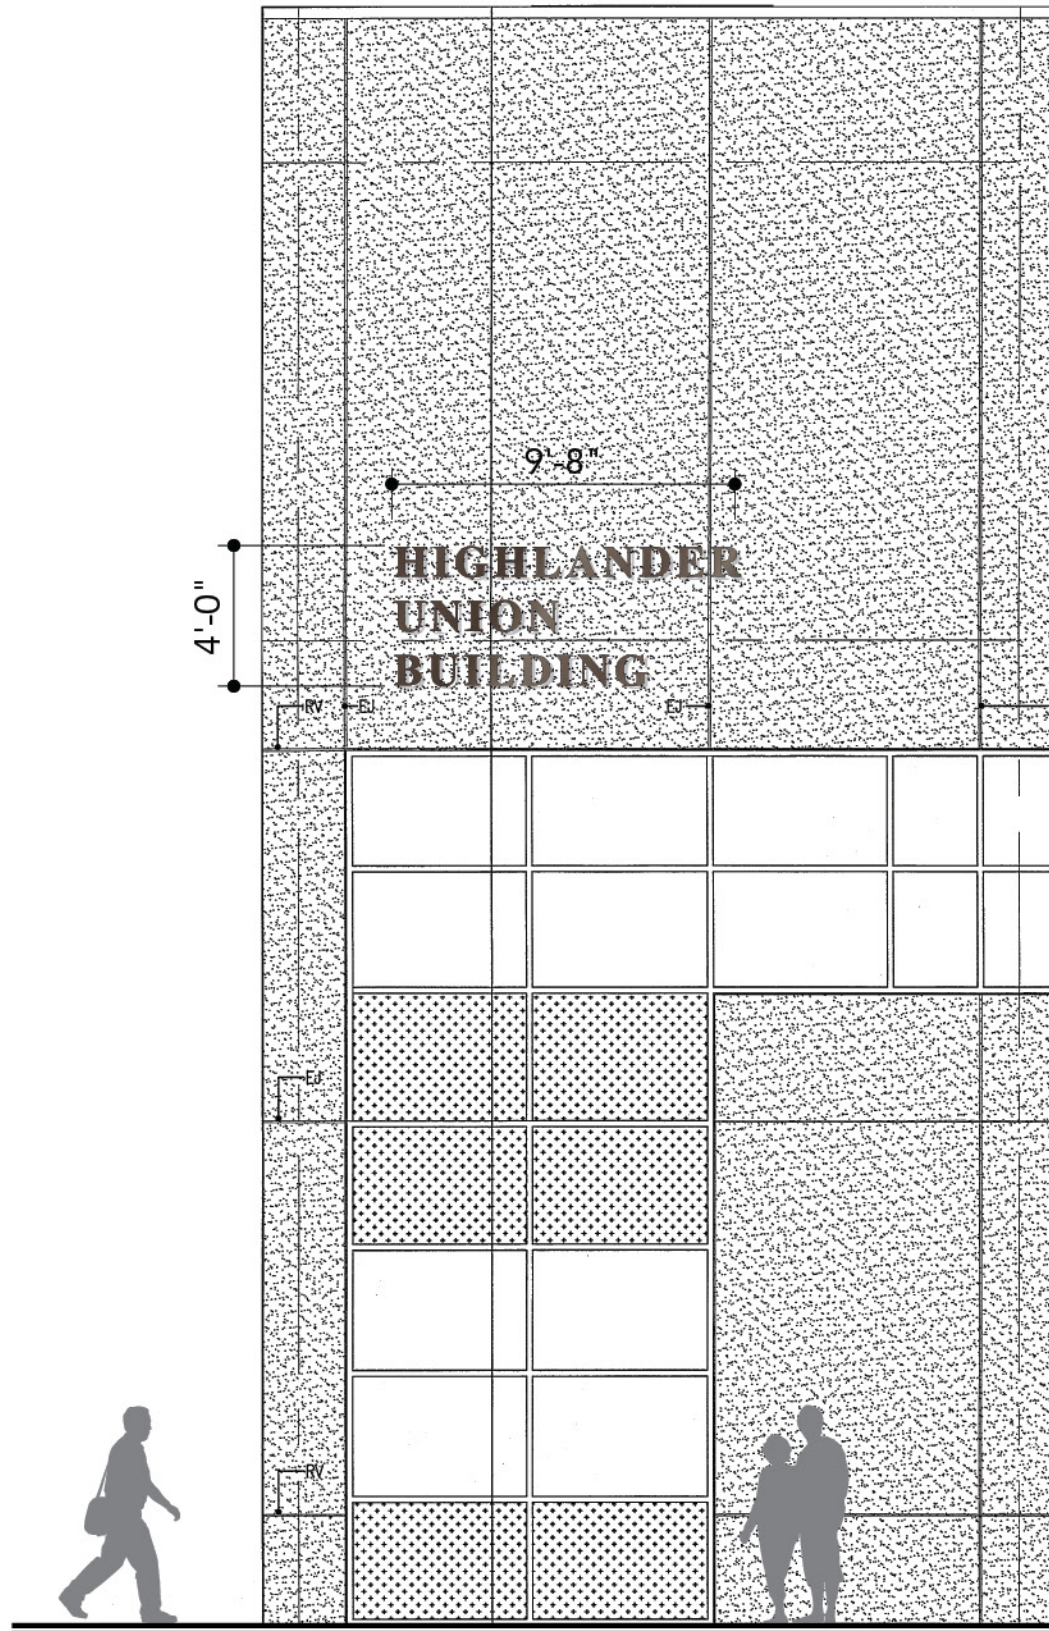 9'-8"
HIGHLANDER
UNION
BUILDING
4'-0"
RV
EJ
EJ
EJ
RV